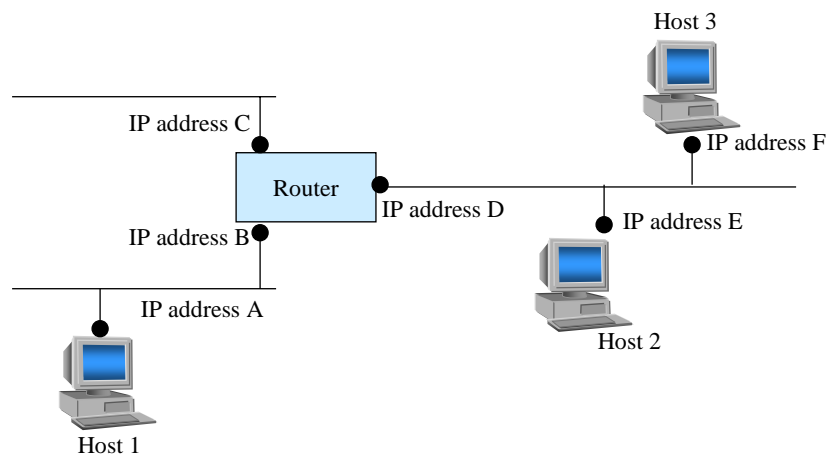 Host 3
IP address C
IP address F
Router
IP address D
IP address B
IP address E
IP address A
Host 2
Host 1